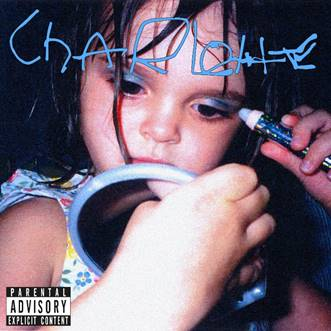 ChARlOttE
PARENTAL
ADVISORY
EXPLICIT CONTENT